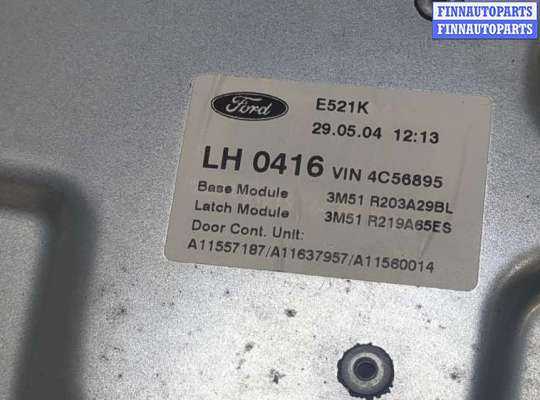 FINNAUTOPARTS
FINNAUTOPARTS
Ford E521K
29.05.04 12:13
LH 0416 VIN 4C56895
Base Module 3M51 R203A29BL
Latch Module 3M51 R219A65ES
Door Cont. Unit:
A11557187/A11637957/A11560014